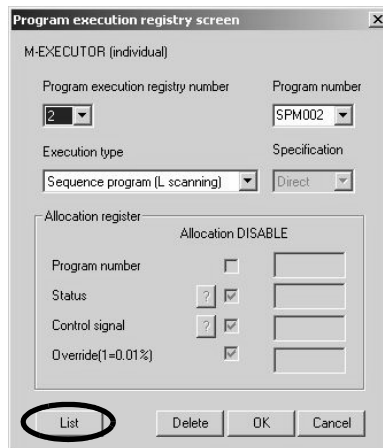 Program execution registry screen
M-EXECUTOR (individual)
Program execution registry number Program number
2 SPM002
Execution type Specification
Sequence program (L scanning) Direct
Allocation register
Allocation DISABLE
Program number
Status ?
Control signal ?
Override(1=0.01%)
List Delete OK Cancel